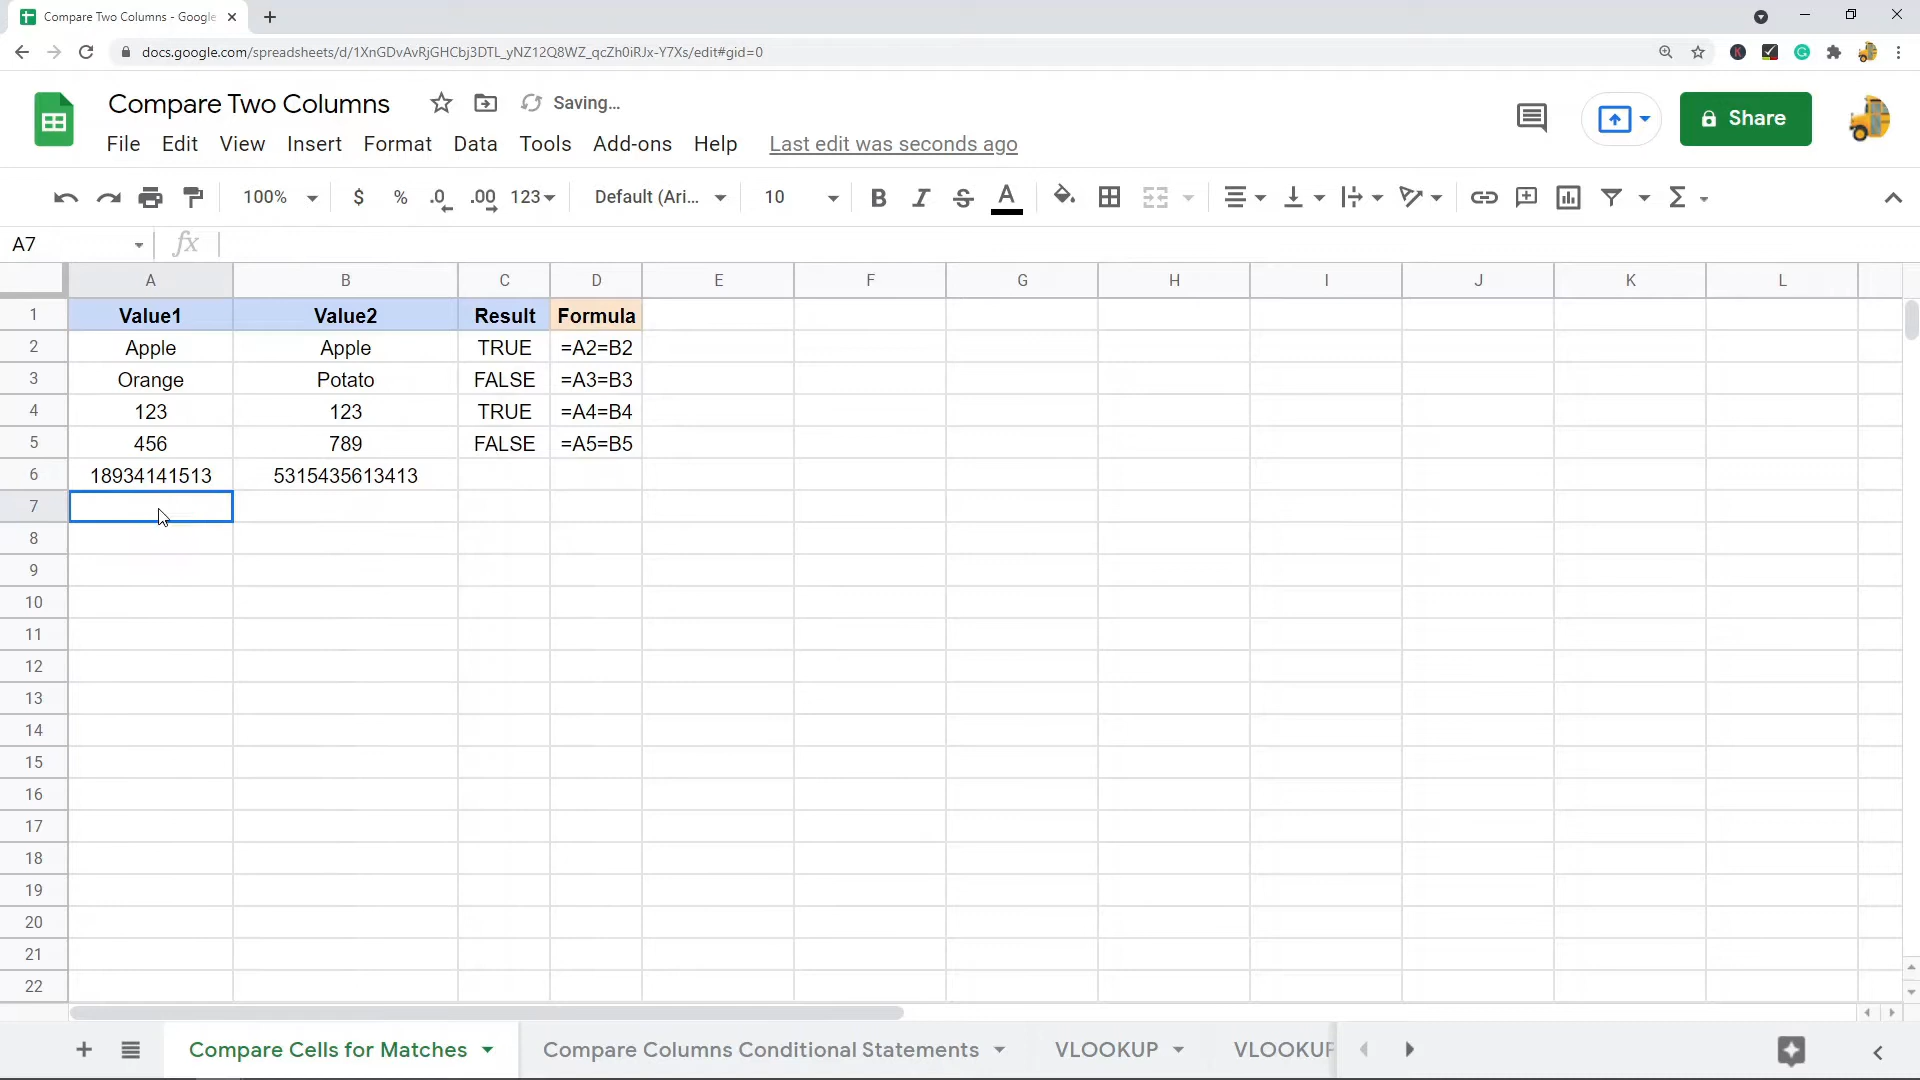 Compare Two Columns - Google
docs.google.com/spreadsheets/d/1XnGDvAvRjGHCbj3DTL_yNZ12Q8WZ_qcZh0iRJx-Y7Xs/edit#gid=0
Compare Two Columns Saving...
Share
File Edit View Insert Format Data Tools Add-ons Help Last edit was seconds ago
100% $ % .0 .00 123 Default (Ari... 10 B I S A Σ
A7 fx
A B C D E F G H I J K L
1 Value1 Value2 Result Formula
2 Apple Apple TRUE =A2=B2
3 Orange Potato FALSE =A3=B3
4 123 123 TRUE =A4=B4
5 456 789 FALSE =A5=B5
6 18934141513 5315435613413
7
8
9
10
11
12
13
14
15
16
17
18
19
20
21
22
Compare Cells for Matches Compare Columns Conditional Statements VLOOKUP VLOOKUP